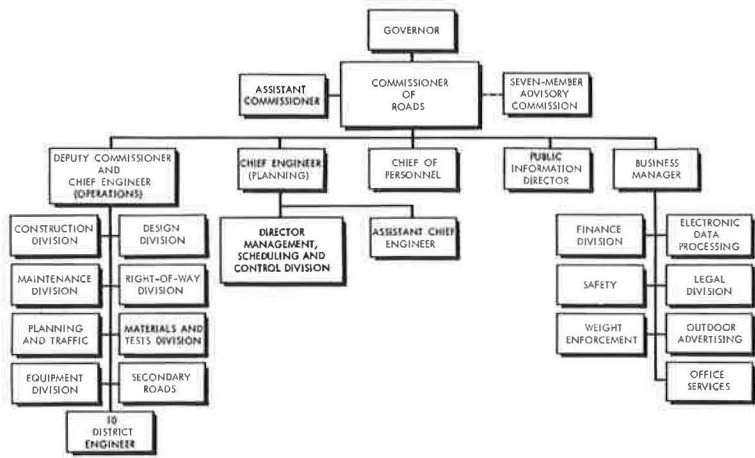 GOVERNOR
ASSISTANT
COMMISSIONER
COMMISSIONER
OF
ROADS
SEVEN-MEMBER
ADVISORY
COMMISSION
DEPUTY COMMISSIONER
AND
CHIEF ENGINEER
(OPERATIONS)
CHIEF ENGINEER
(PLANNING)
CHIEF OF
PERSONNEL
PUBLIC
INFORMATION
DIRECTOR
BUSINESS
MANAGER
CONSTRUCTION
DIVISION
DESIGN
DIVISION
MAINTENANCE
DIVISION
RIGHT-OF-WAY
DIVISION
PLANNING
AND TRAFFIC
MATERIALS AND
TESTS DIVISION
EQUIPMENT
DIVISION
SECONDARY
ROADS
10
DISTRICT
ENGINEER
DIRECTOR
MANAGEMENT,
SCHEDULING AND
CONTROL DIVISION
ASSISTANT CHIEF
ENGINEER
FINANCE
DIVISION
ELECTRONIC
DATA
PROCESSING
SAFETY
LEGAL
DIVISION
WEIGHT
ENFORCEMENT
OUTDOOR
ADVERTISING
OFFICE
SERVICES